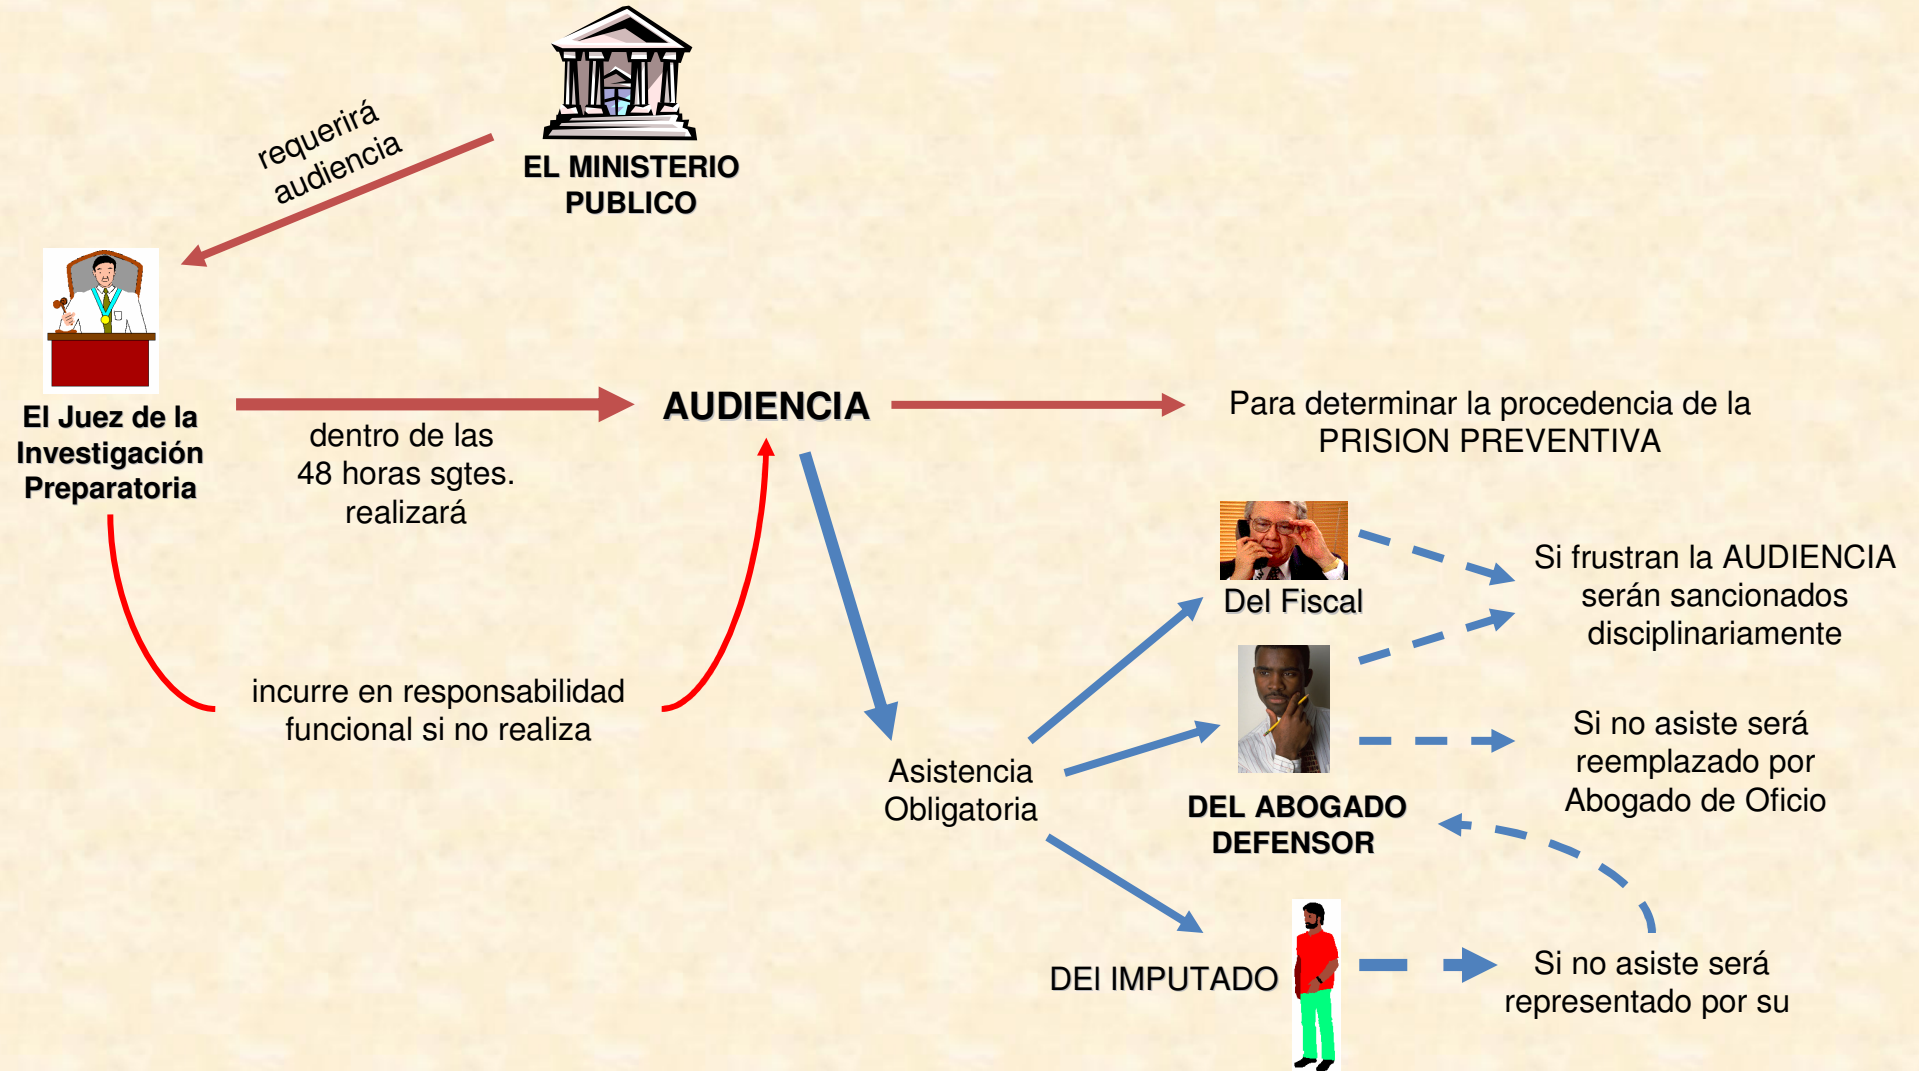 requerirá
audiencia
EL MINISTERIO
PUBLICO
El Juez de la
Investigación
Preparatoria
dentro de las
48 horas sgtes.
realizará
AUDIENCIA
Para determinar la procedencia de la
PRISION PREVENTIVA
incurre en responsabilidad
funcional si no realiza
Asistencia
Obligatoria
Del Fiscal
Si frustran la AUDIENCIA
serán sancionados
disciplinariamente
DEL ABOGADO
DEFENSOR
Si no asiste será
reemplazado por
Abogado de Oficio
DEl IMPUTADO
Si no asiste será
representado por su